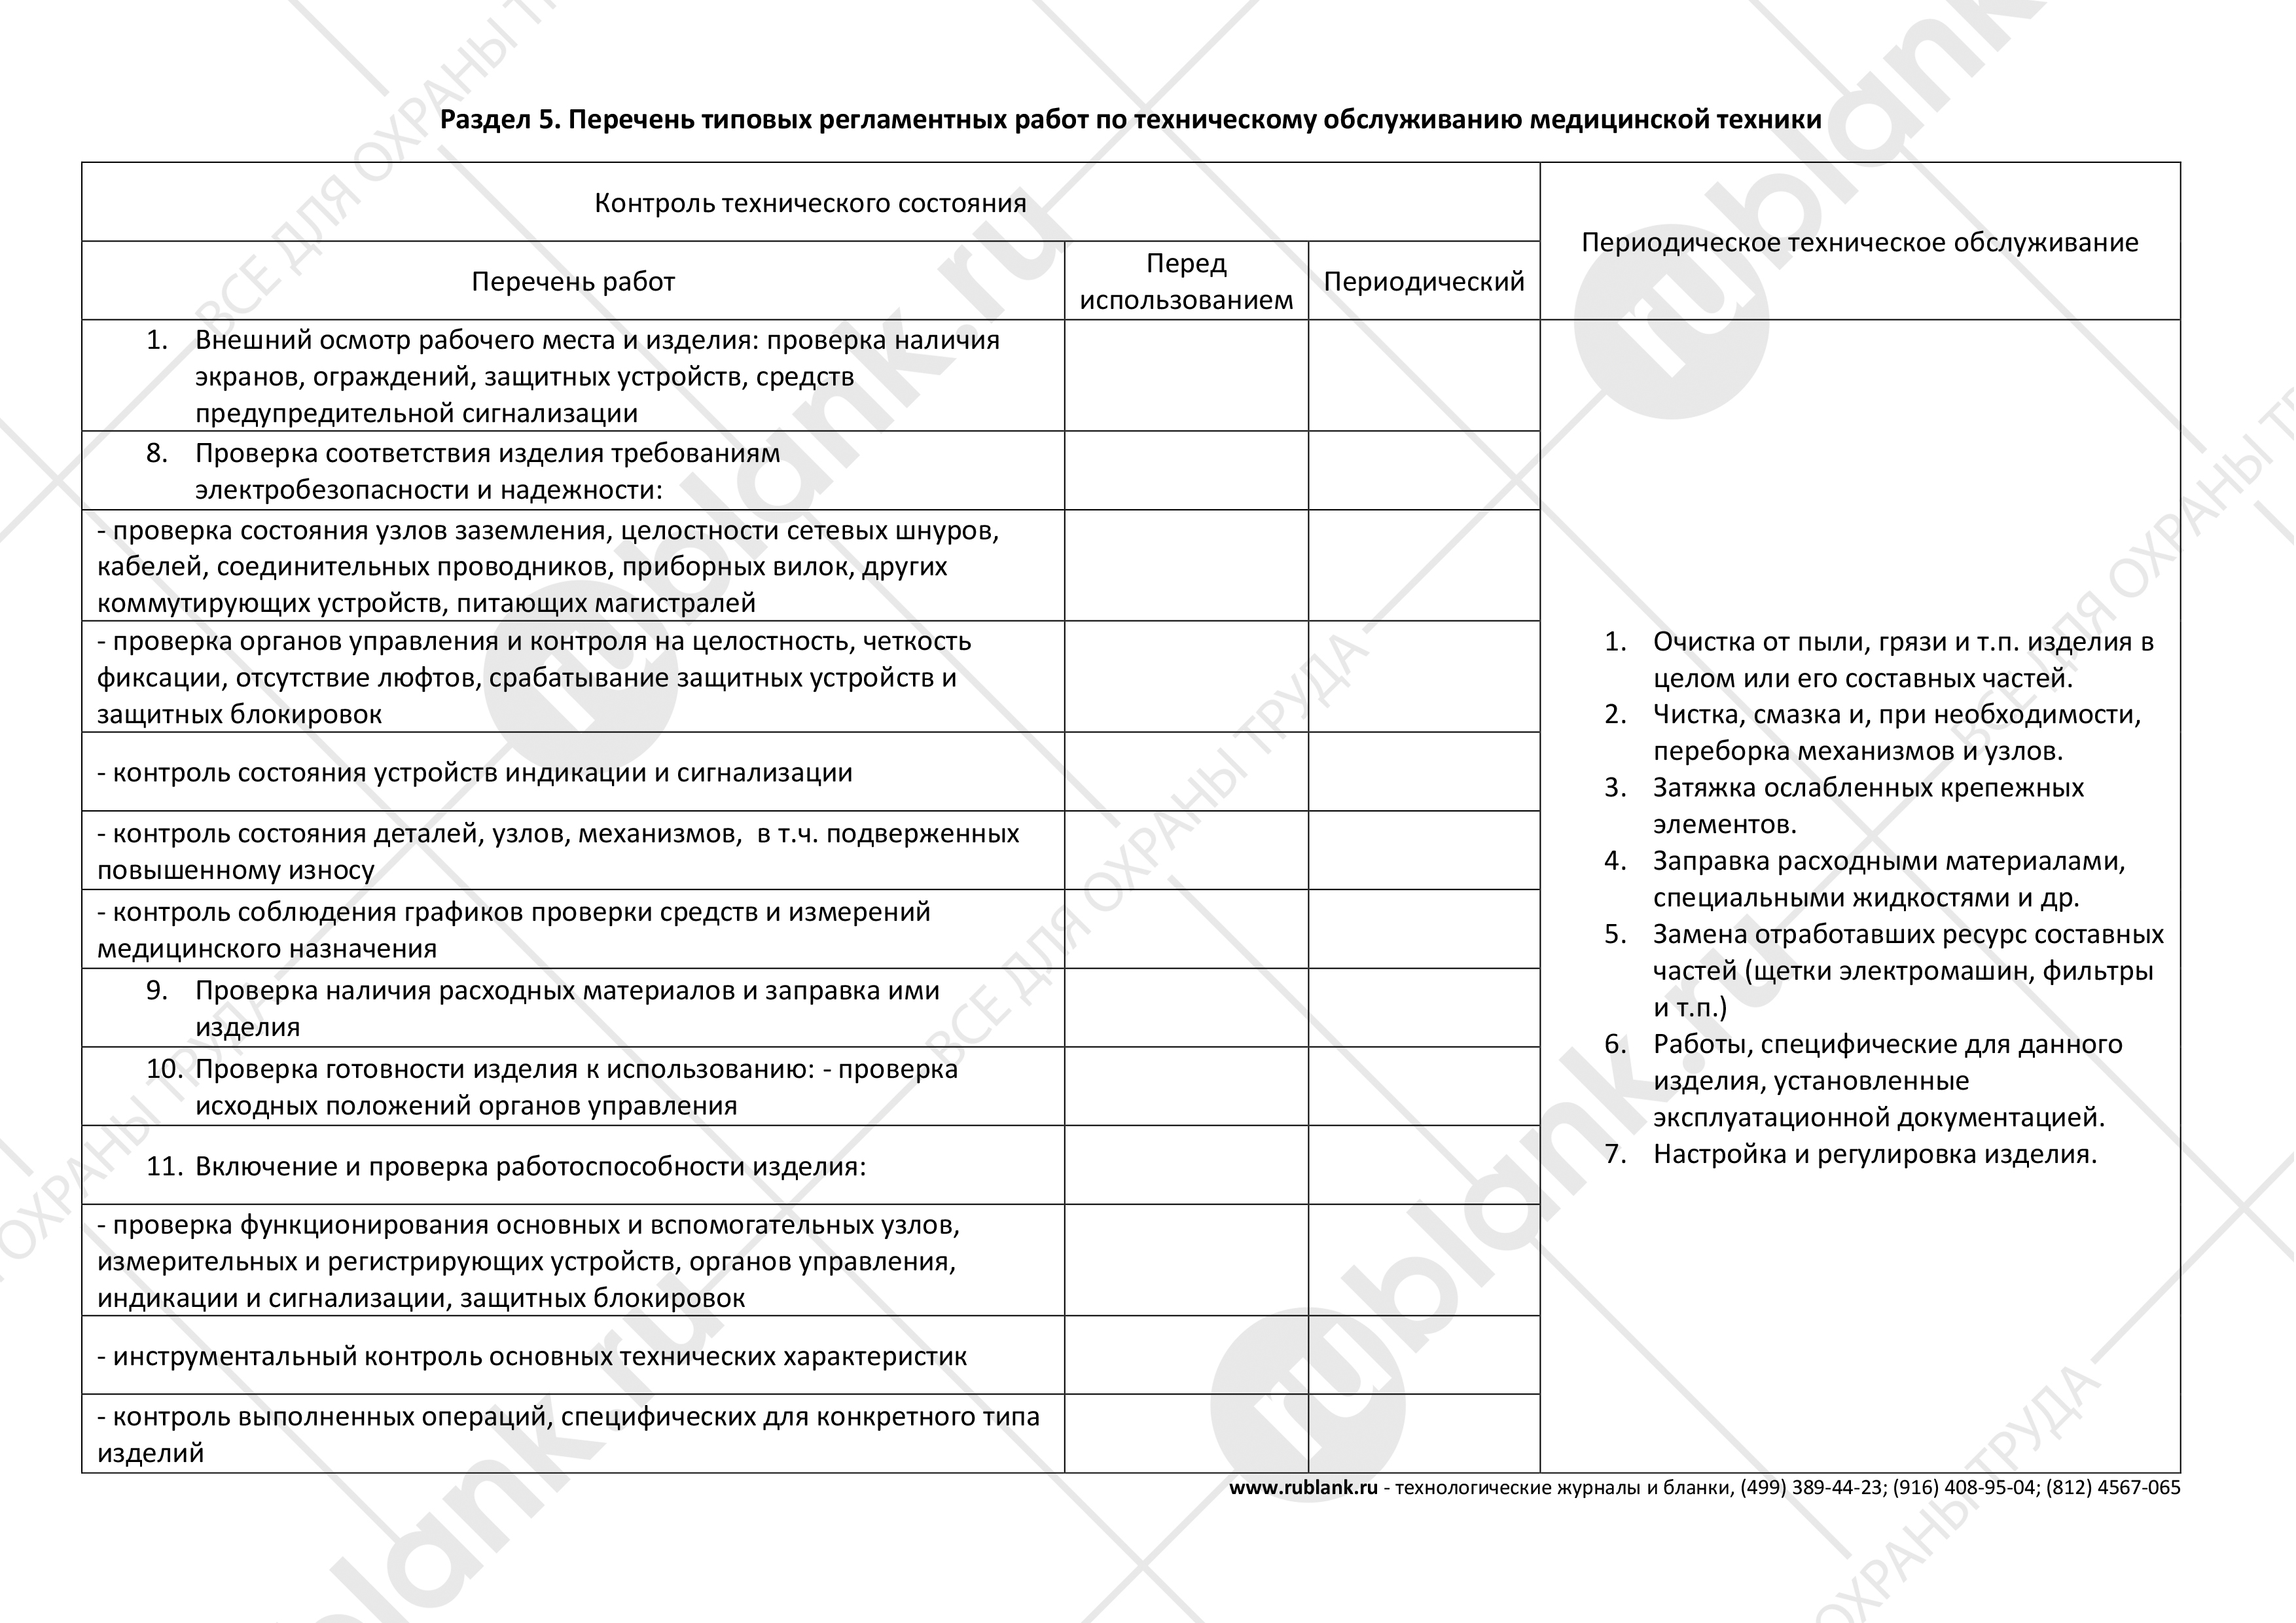 Раздел 5. Перечень типовых регламентных работ по техническому обслуживанию медицинской техники
Контроль технического состояния
Периодическое техническое обслуживание
Перечень работ
Перед
использованием
Периодический
1. Внешний осмотр рабочего места и изделия: проверка наличия
экранов, ограждений, защитных устройств, средств
предупредительной сигнализации
8. Проверка соответствия изделия требованиям
электробезопасности и надежности:
- проверка состояния узлов заземления, целостности сетевых шнуров,
кабелей, соединительных проводников, приборных вилок, других
коммутирующих устройств, питающих магистралей
- проверка органов управления и контроля на целостность, четкость
фиксации, отсутствие люфтов, срабатывание защитных устройств и
защитных блокировок
- контроль состояния устройств индикации и сигнализации
- контроль состояния деталей, узлов, механизмов, в т.ч. подверженных
повышенному износу
- контроль соблюдения графиков проверки средств и измерений
медицинского назначения
9. Проверка наличия расходных материалов и заправка ими
изделия
10. Проверка готовности изделия к использованию: - проверка
исходных положений органов управления
11. Включение и проверка работоспособности изделия:
- проверка функционирования основных и вспомогательных узлов,
измерительных и регистрирующих устройств, органов управления,
индикации и сигнализации, защитных блокировок
- инструментальный контроль основных технических характеристик
- контроль выполненных операций, специфических для конкретного типа
изделий
1. Очистка от пыли, грязи и т.п. изделия в
целом или его составных частей.
2. Чистка, смазка и, при необходимости,
переборка механизмов и узлов.
3. Затяжка ослабленных крепежных
элементов.
4. Заправка расходными материалами,
специальными жидкостями и др.
5. Замена отработавших ресурс составных
частей (щетки электромашин, фильтры
и т.п.)
6. Работы, специфические для данного
изделия, установленные
эксплуатационной документацией.
7. Настройка и регулировка изделия.
www.rublank.ru - технологические журналы и бланки, (499) 389-44-23; (916) 408-95-04; (812) 4567-065
rublank.ru
ВСЕ ДЛЯ ОХРАНЫ ТРУДА